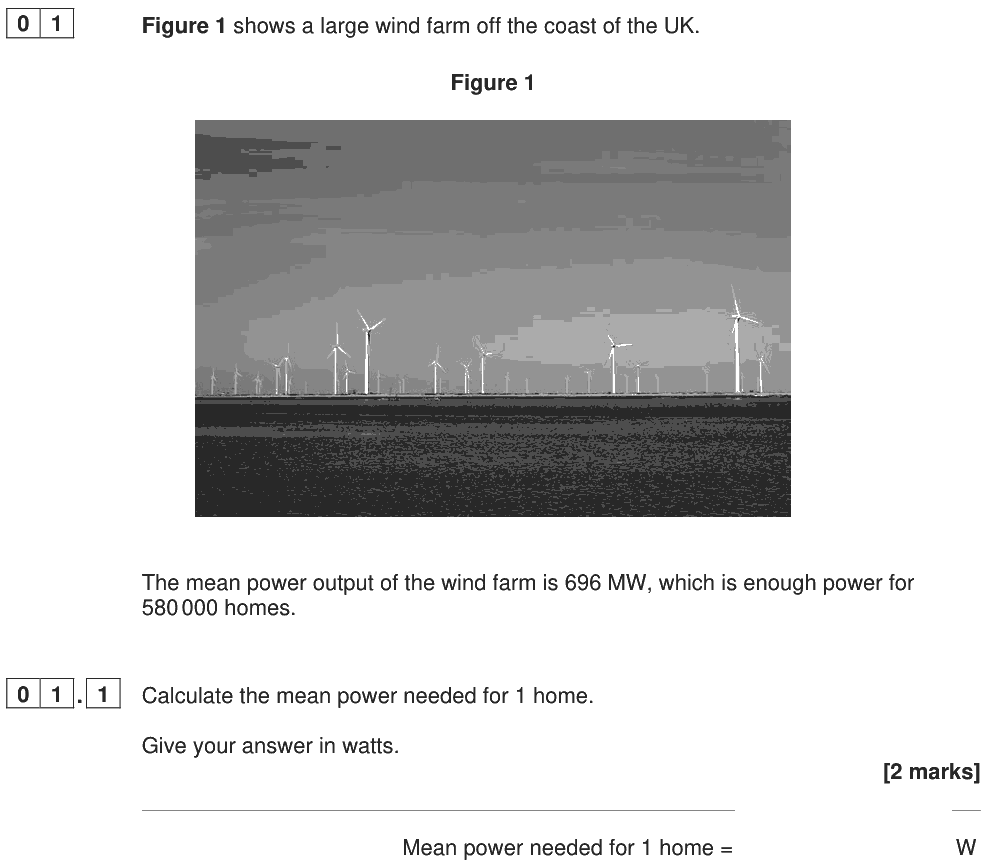 0 1 Figure 1 shows a large wind farm off the coast of the UK.
Figure 1
The mean power output of the wind farm is 696 MW, which is enough power for
580 000 homes.
0 1 . 1 Calculate the mean power needed for 1 home.
Give your answer in watts.
[2 marks]
Mean power needed for 1 home = W